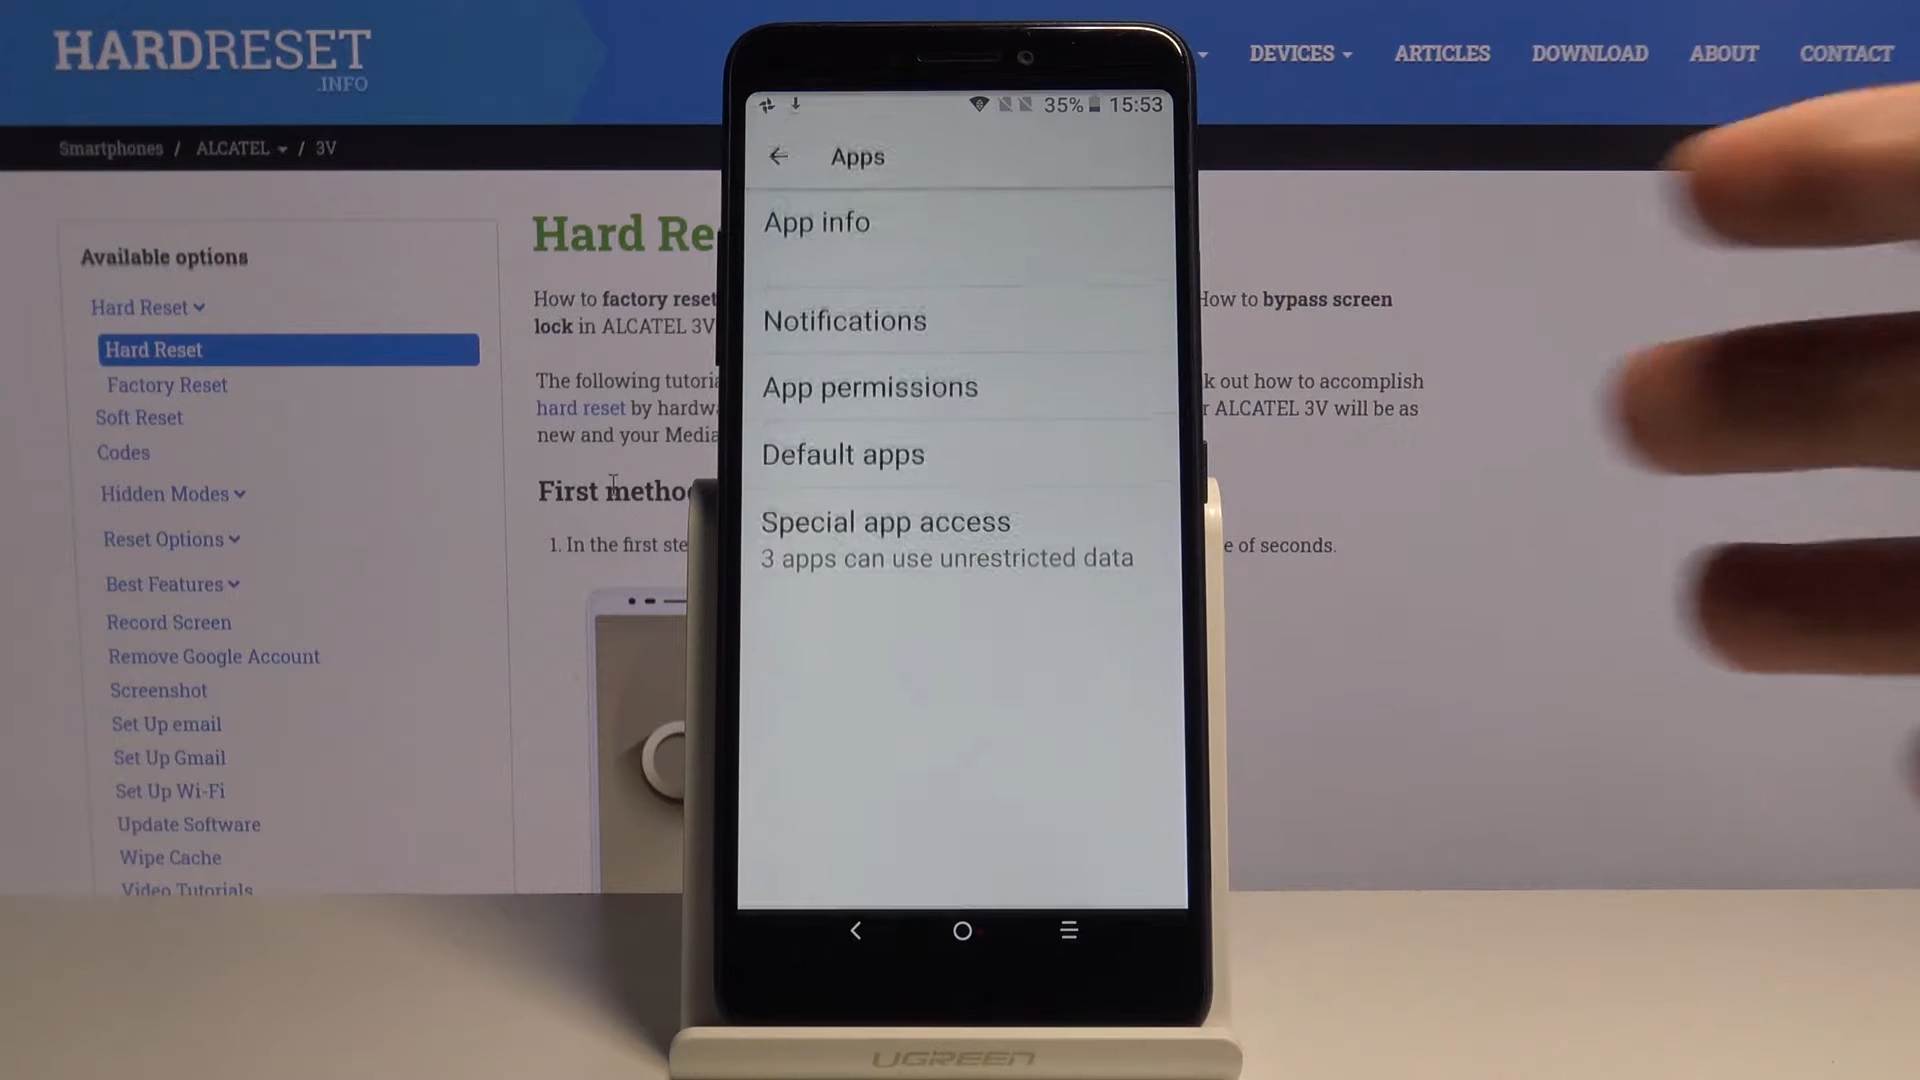 HARDRESET
.INFO
DEVICES
ARTICLES
DOWNLOAD
ABOUT
CONTACT
Smartphones / ALCATEL / 3V
Available options
Hard Reset
Hard Reset
Factory Reset
Soft Reset
Codes
Hidden Modes
Reset Options
Best Features
Record Screen
Remove Google Account
Screenshot
Set Up email
Set Up Gmail
Set Up Wi-Fi
Update Software
Wipe Cache
Video Tutorials
Hard Re
How to factory reset
How to bypass screen
lock in ALCATEL 3V
The following tutoria
k out how to accomplish
hard reset by hardw
r ALCATEL 3V will be as
new and your Media
First metho
1. In the first ste
e of seconds.
35% 15:53
Apps
App info
Notifications
App permissions
Default apps
Special app access
3 apps can use unrestricted data
UGREEN